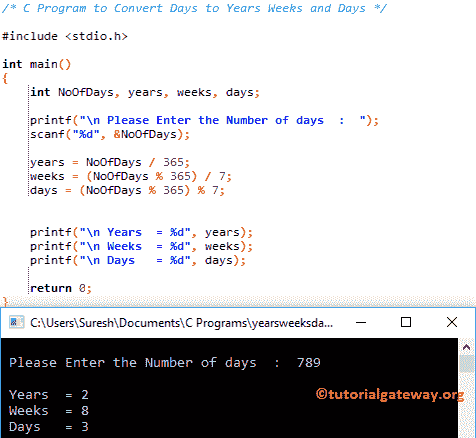 /* C Program to Convert Days to Years Weeks and Days */
#include <stdio.h>
int main()
{
int NoOfDays, years, weeks, days;
printf("\n Please Enter the Number of days  :  ");
scanf("%d", &NoOfDays);
years = NoOfDays / 365;
weeks = (NoOfDays % 365) / 7;
days = (NoOfDays % 365) % 7;
printf("\n Years  = %d", years);
printf("\n Weeks  = %d", weeks);
printf("\n Days   = %d", days);
return 0;
}
C:\Users\Suresh\Documents\C Programs\yearsweeksda...
Please Enter the Number of days  :  789
Years  = 2
©tutorialgateway.org
Weeks  = 8
Days   = 3